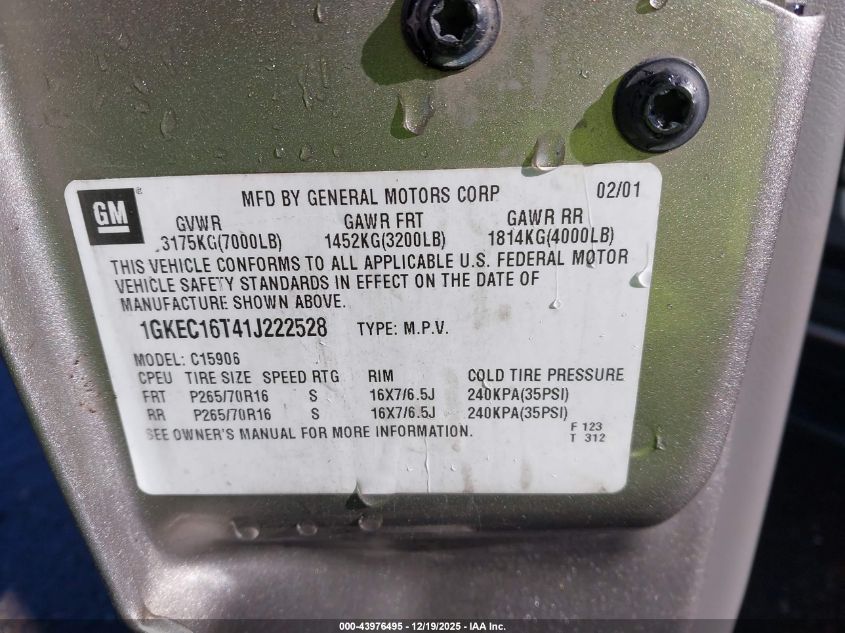 GM
MFD BY GENERAL MOTORS CORP 02/01
GVWR GAWR FRT GAWR RR
3175KG(7000LB) 1452KG(3200LB) 1814KG(4000LB)
THIS VEHICLE CONFORMS TO ALL APPLICABLE U.S. FEDERAL MOTOR
VEHICLE SAFETY STANDARDS IN EFFECT ON THE DATE OF
MANUFACTURE SHOWN ABOVE.
1GKEC16T41J222528 TYPE: M.P.V.
MODEL: C15906
CPEU TIRE SIZE SPEED RTG RIM COLD TIRE PRESSURE
FRT P265/70R16 S 16X7/6.5J 240KPA(35PSI)
RR P265/70R16 S 16X7/6.5J 240KPA(35PSI)
SEE OWNER'S MANUAL FOR MORE INFORMATION.
F 123
T 312
000-43976495 - 12/19/2025 - IAA Inc.